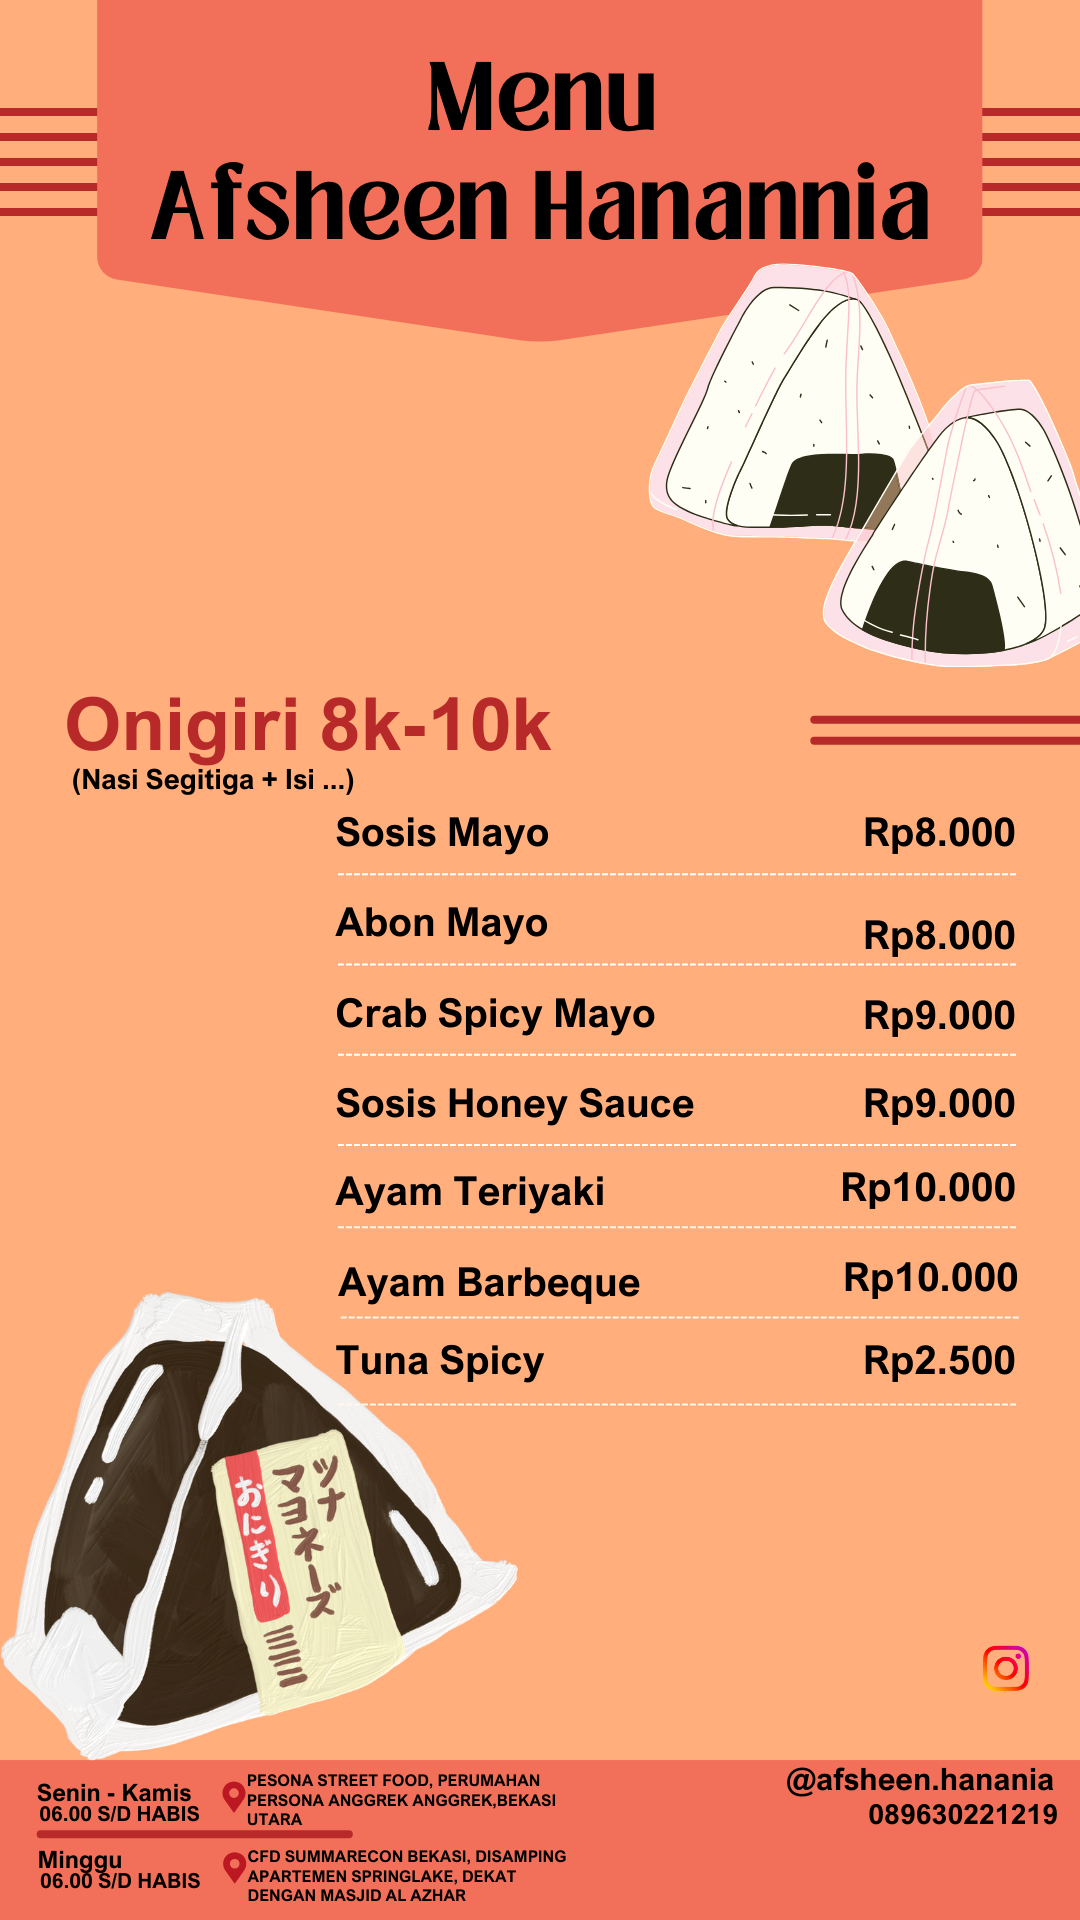 Menu
Afsheen Hanannia
Onigiri 8k-10k
(Nasi Segitiga + Isi ...)
Sosis Mayo Rp8.000
Abon Mayo Rp8.000
Crab Spicy Mayo Rp9.000
Sosis Honey Sauce Rp9.000
Ayam Teriyaki Rp10.000
Ayam Barbeque Rp10.000
Tuna Spicy Rp2.500
ツナ
マヨネーズ
おにぎり
Senin - Kamis
06.00 S/D HABIS
PESONA STREET FOOD, PERUMAHAN
PERSONA ANGGREK ANGGREK,BEKASI
UTARA
Minggu
06.00 S/D HABIS
CFD SUMMARECON BEKASI, DISAMPING
APARTEMEN SPRINGLAKE, DEKAT
DENGAN MASJID AL AZHAR
@afsheen.hanania
089630221219